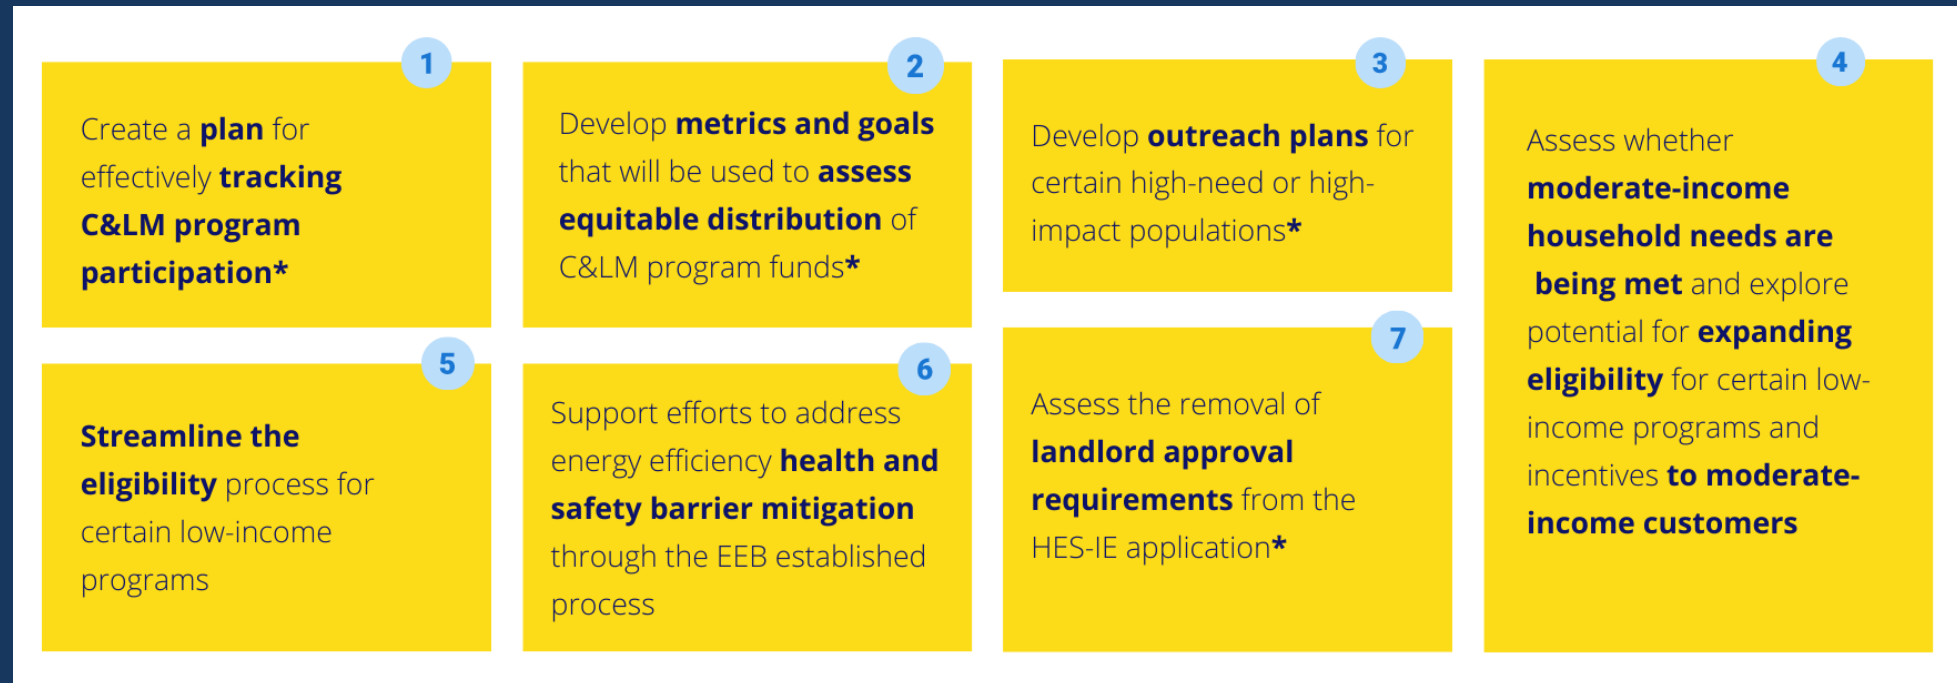 1
Create a plan for
effectively tracking
C&LM program
participation*
2
Develop metrics and goals
that will be used to assess
equitable distribution of
C&LM program funds*
3
Develop outreach plans for
certain high-need or high-
impact populations*
4
Assess whether
moderate-income
household needs are
being met and explore
potential for expanding
eligibility for certain low-
income programs and
incentives to moderate-
income customers
5
Streamline the
eligibility process for
certain low-income
programs
6
Support efforts to address
energy efficiency health and
safety barrier mitigation
through the EEB established
process
7
Assess the removal of
landlord approval
requirements from the
HES-IE application*